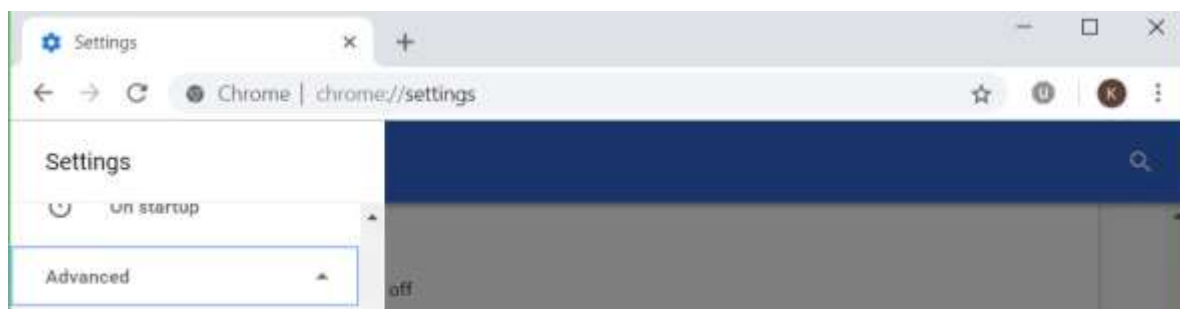 Settings
Chrome | chrome://settings
K
Settings
On startup
Advanced
off